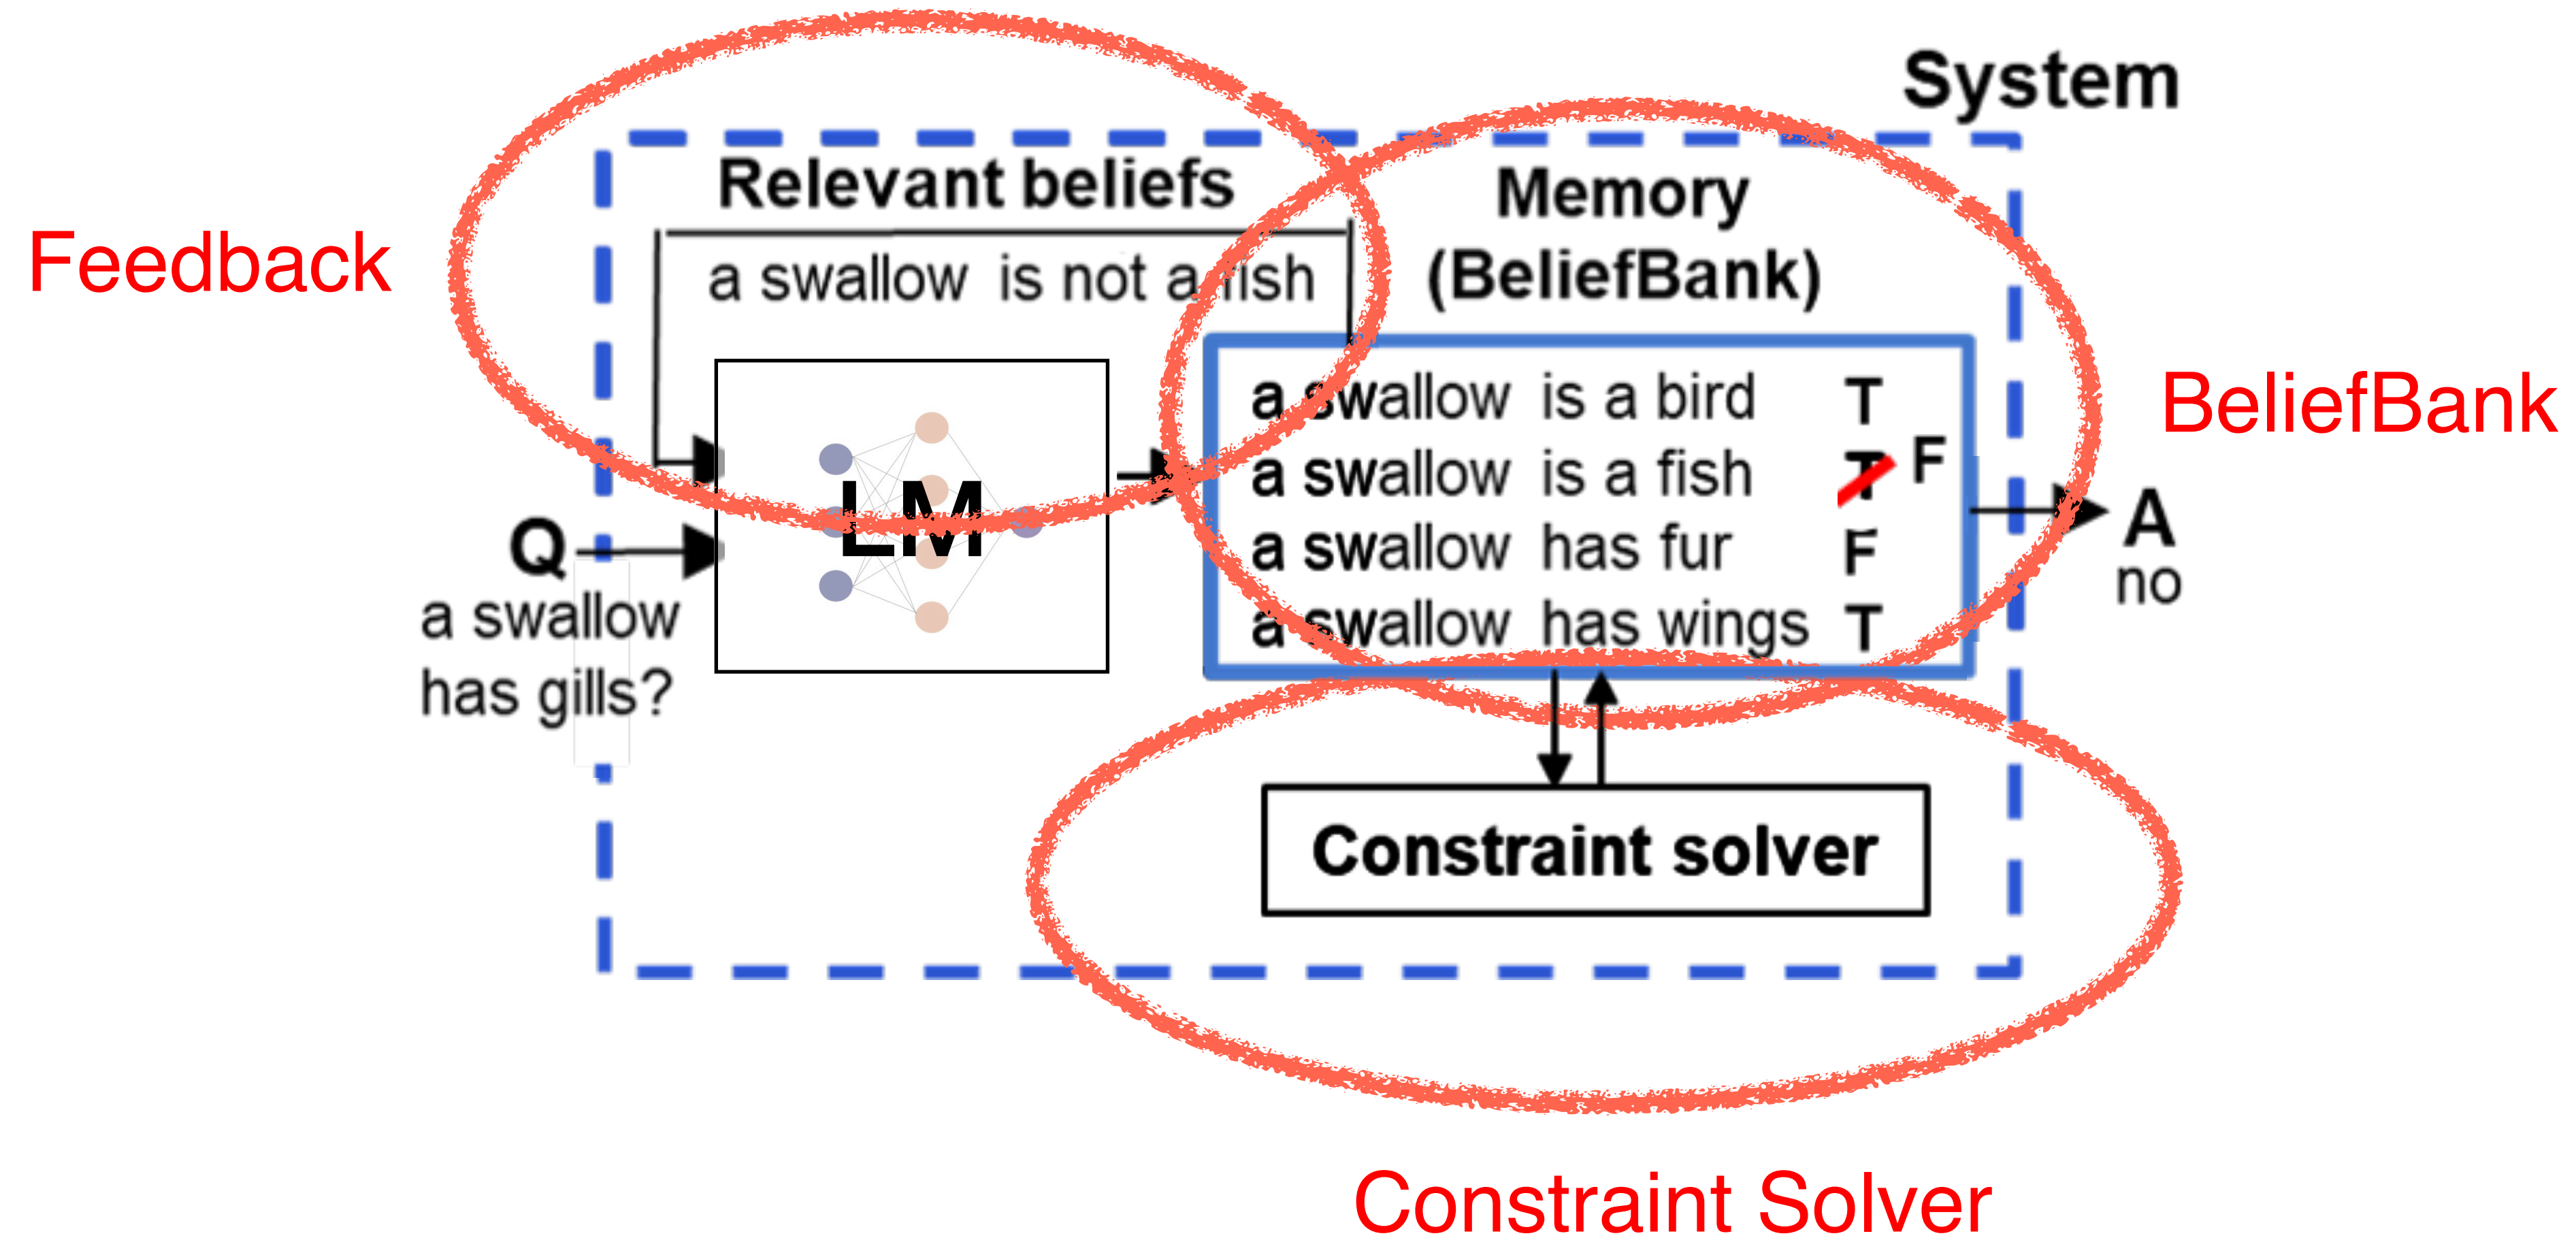 System
Relevant beliefs
a swallow is not a fish
Feedback
Memory
(BeliefBank)
BeliefBank
a swallow is a bird T
a swallow is a fish T F
a swallow has fur F
a swallow has wings T
LM
Q
a swallow
has gills?
A
no
Constraint solver
Constraint Solver